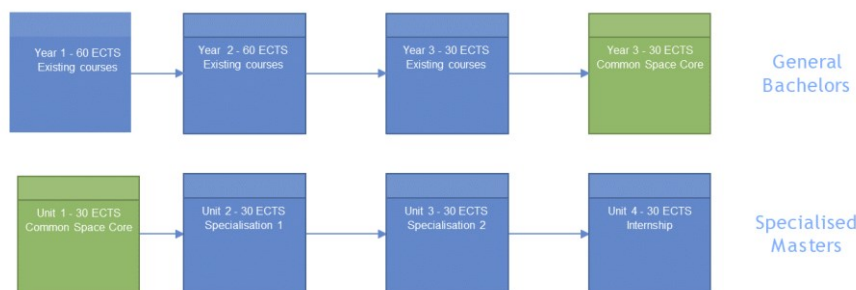 Year 1 - 60 ECTS
Existing courses
Year 2 - 60 ECTS
Existing courses
Year 3 - 30 ECTS
Existing courses
Year 3 - 30 ECTS
Common Space Core
General
Bachelors
Unit 1 - 30 ECTS
Common Space Core
Unit 2 - 30 ECTS
Specialisation 1
Unit 3 - 30 ECTS
Specialisation 2
Unit 4 - 30 ECTS
Internship
Specialised
Masters